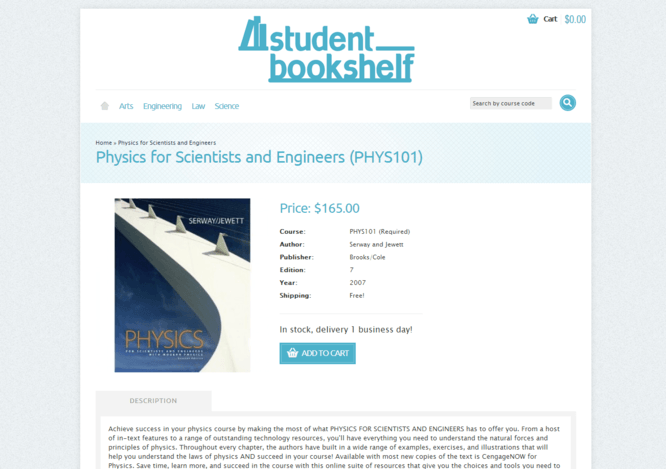 Cart $0.00
student
bookshelf
Arts Engineering Law Science
Search by course code
Home » Physics for Scientists and Engineers
Physics for Scientists and Engineers (PHYS101)
SERWAY/JEWETT
PHYSICS
FOR SCIENTISTS AND ENGINEERS
WITH MODERN PHYSICS
Price: $165.00
Course: PHYS101 (Required)
Author: Serway and Jewett
Publisher: Brooks/Cole
Edition: 7
Year: 2007
Shipping: Free!
In stock, delivery 1 business day!
ADD TO CART
DESCRIPTION
Achieve success in your physics course by making the most of what PHYSICS FOR SCIENTISTS AND ENGINEERS has to offer you. From a host
of in-text features to a range of outstanding technology resources, you'll have everything you need to understand the natural forces and
principles of physics. Throughout every chapter, the authors have built in a wide range of examples, exercises, and illustrations that will
help you understand the laws of physics AND succeed in your course! Available with most new copies of the text is CengageNOW for
Physics. Save time, learn more, and succeed in the course with this online suite of resources that give you the choices and tools you need to